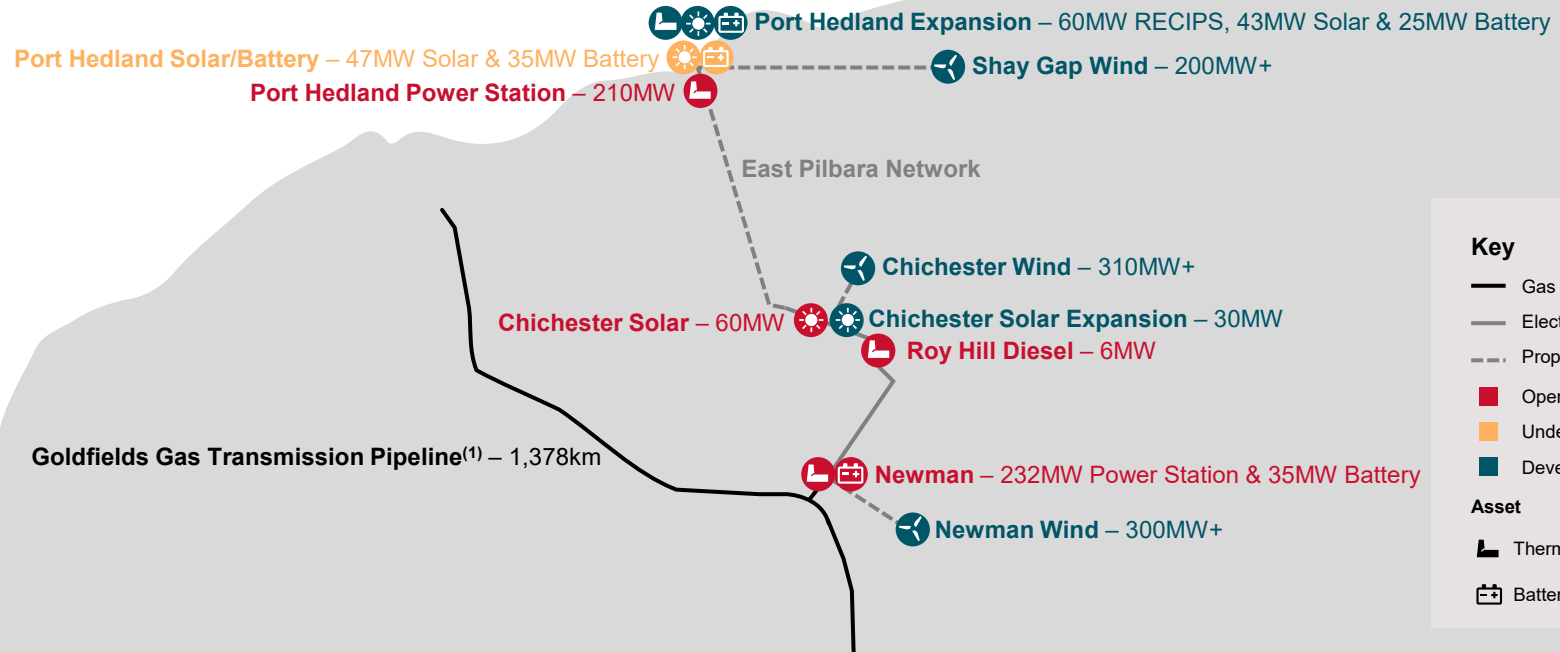 Port Hedland Expansion – 60MW RECIPS, 43MW Solar & 25MW Battery
Port Hedland Solar/Battery – 47MW Solar & 35MW Battery
Shay Gap Wind – 200MW+
Port Hedland Power Station – 210MW
East Pilbara Network
Chichester Wind – 310MW+
Chichester Solar – 60MW
Chichester Solar Expansion – 30MW
Roy Hill Diesel – 6MW
Goldfields Gas Transmission Pipeline(1) – 1,378km
Newman – 232MW Power Station & 35MW Battery
Newman Wind – 300MW+
Key
Gas
Elect
Prop
Oper
Unde
Deve
Asset
Therm
Batter